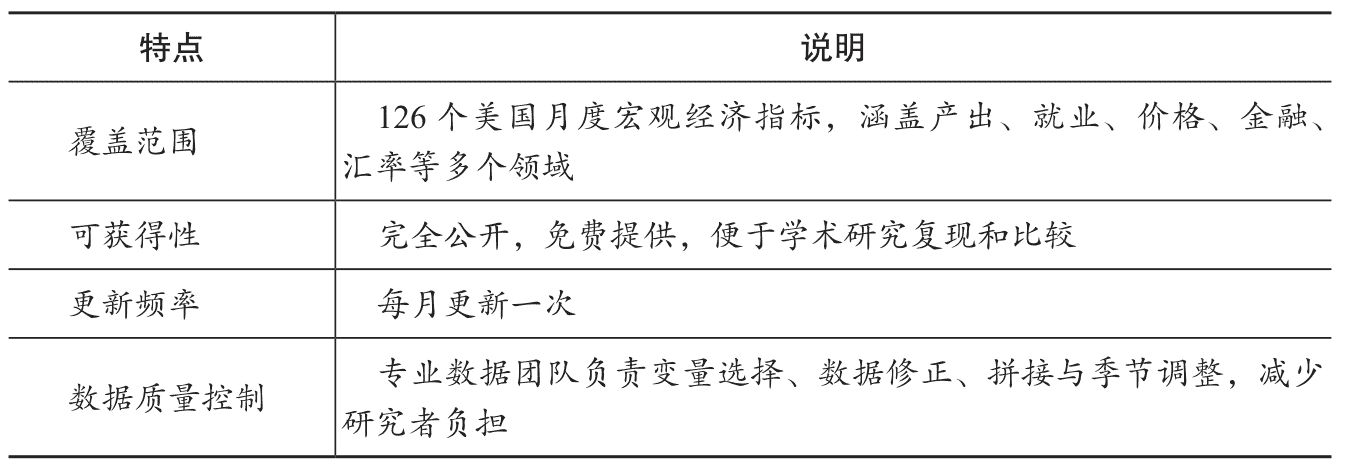 特点 说明
覆盖范围 126 个美国月度宏观经济指标，涵盖产出、就业、价格、金融、
汇率等多个领域
可获得性 完全公开，免费提供，便于学术研究复现和比较
更新频率 每月更新一次
数据质量控制 专业数据团队负责变量选择、数据修正、拼接与季节调整，减少
研究者负担